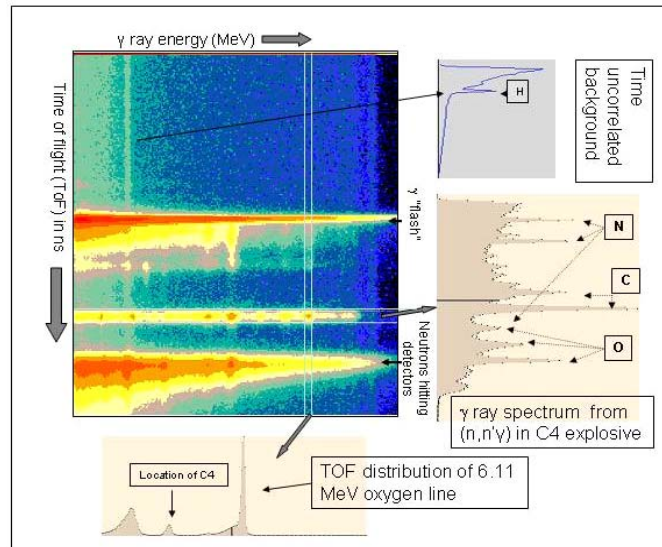 γ ray energy (MeV)
Time of flight (ToF) in ns
H
Time
uncorrelated
background
γ "flash"
N
C
O
Neutrons hitting
detectors
γ ray spectrum from
(n,n'γ) in C4 explosive
Location of C4
TOF distribution of 6.11
MeV oxygen line